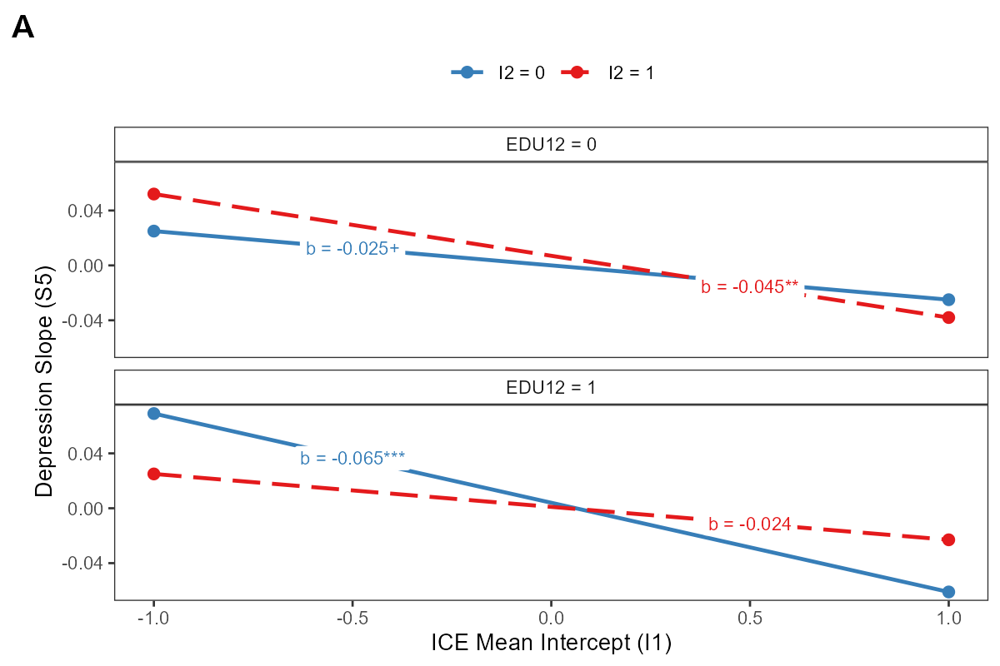 A
I2 = 0 I2 = 1
EDU12 = 0
0.04
0.00
-0.04
b = -0.025+
b = -0.045**
EDU12 = 1
0.04
0.00
-0.04
b = -0.065***
b = -0.024
Depression Slope (S5)
-1.0 -0.5 0.0 0.5 1.0
ICE Mean Intercept (I1)